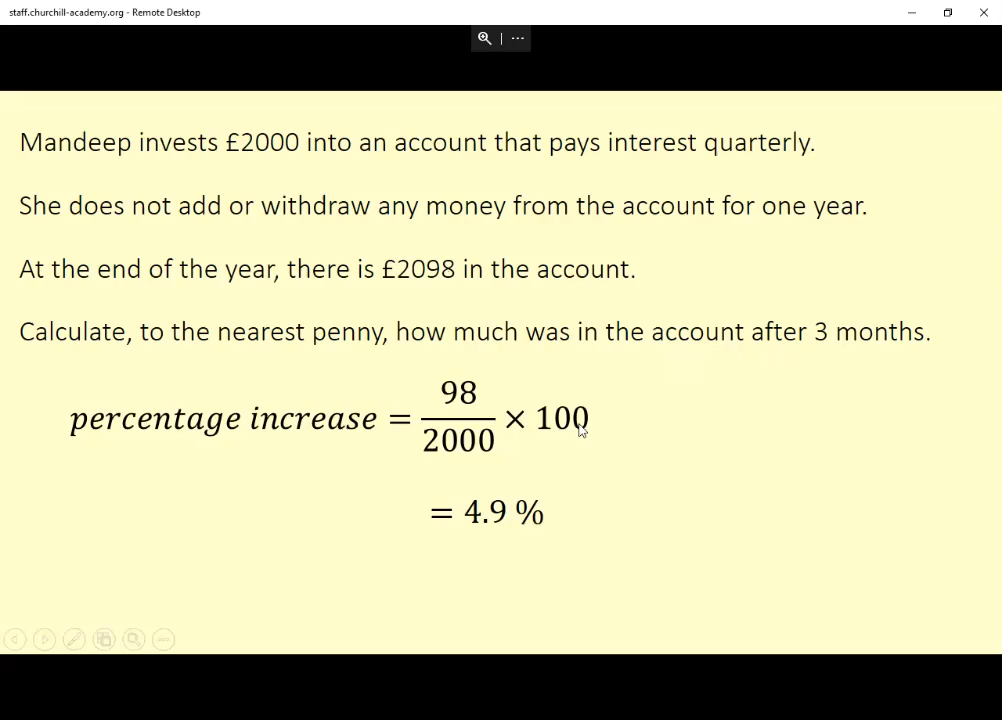 staff.churchill-academy.org - Remote Desktop
Mandeep invests £2000 into an account that pays interest quarterly.
She does not add or withdraw any money from the account for one year.
At the end of the year, there is £2098 in the account.
Calculate, to the nearest penny, how much was in the account after 3 months.
percentage increase = 98/2000 × 100
= 4.9 %